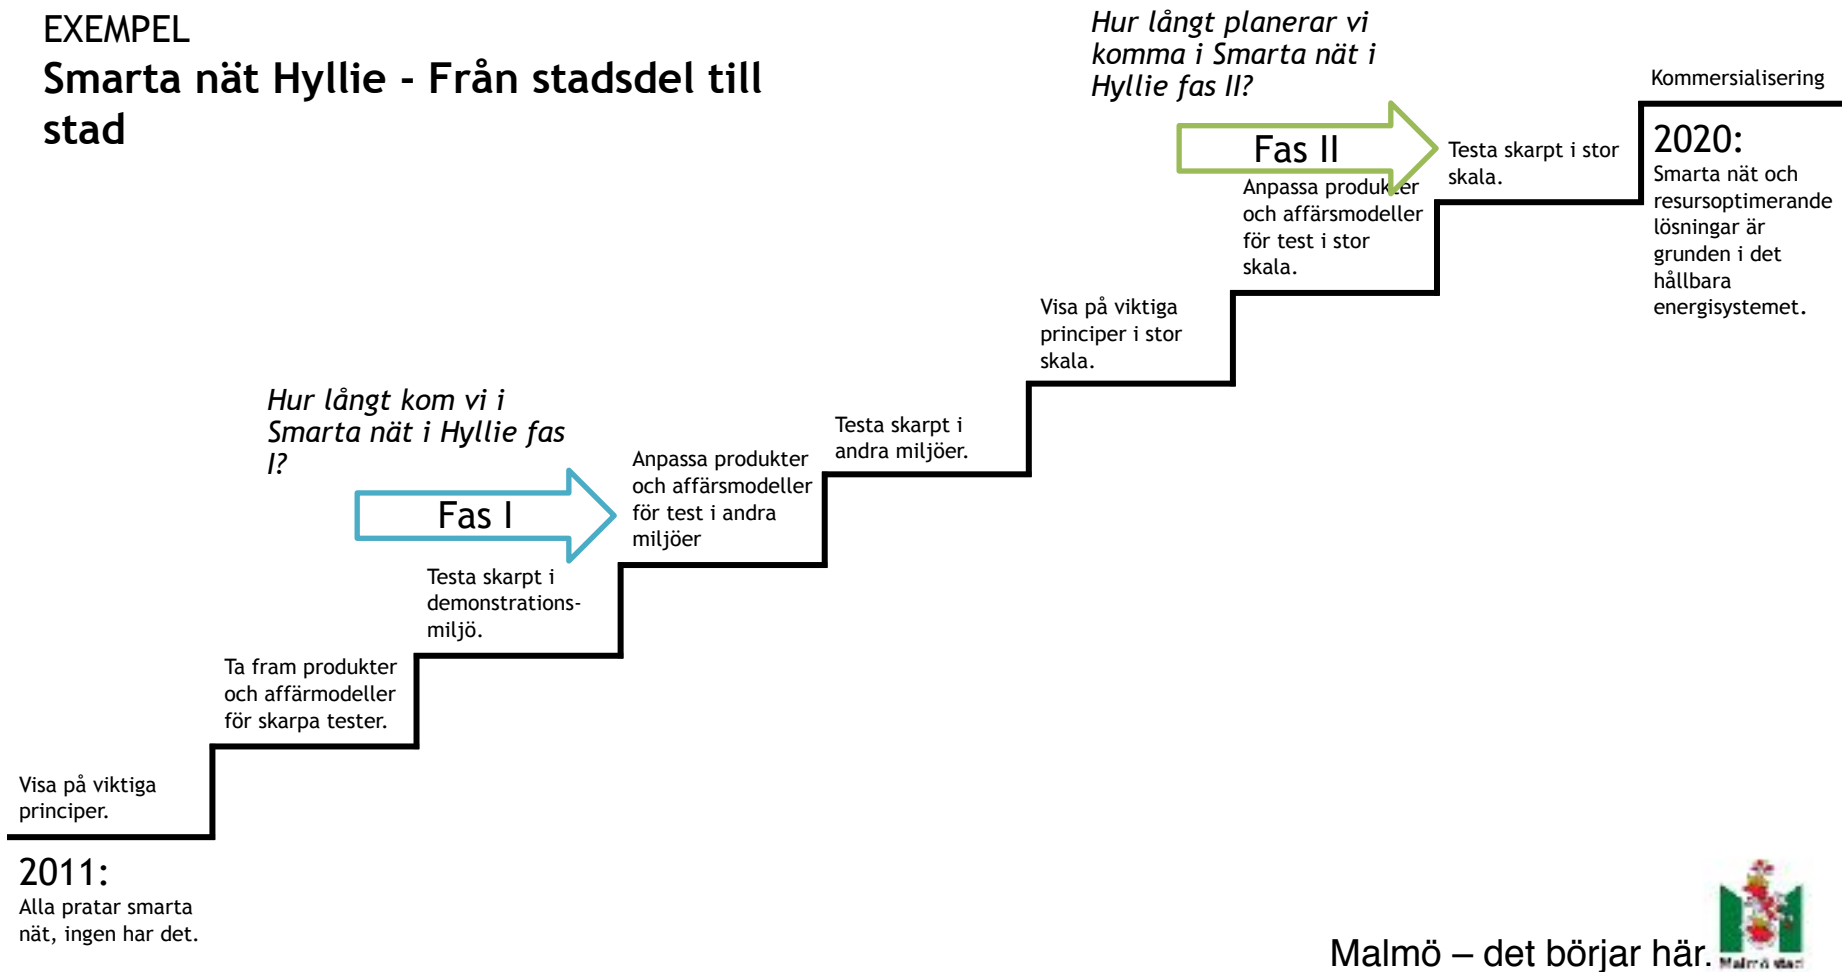 EXEMPEL
Smarta nät Hyllie - Från stadsdel till
stad
Hur långt planerar vi
komma i Smarta nät i
Hyllie fas II?
Fas II
Kommersialisering
2020:
Smarta nät och
resursoptimerande
lösningar är
grunden i det
hållbara
energisystemet.
Testa skarpt i stor
skala.
Anpassa produkter
och affärsmodeller
för test i stor
skala.
Visa på viktiga
principer i stor
skala.
Testa skarpt i
andra miljöer.
Hur långt kom vi i
Smarta nät i Hyllie fas
I?
Fas I
Anpassa produkter
och affärsmodeller
för test i andra
miljöer
Testa skarpt i
demonstrations-
miljö.
Ta fram produkter
och affärmodeller
för skarpa tester.
Visa på viktiga
principer.
2011:
Alla pratar smarta
nät, ingen har det.
Malmö – det börjar här.
Malmö stad